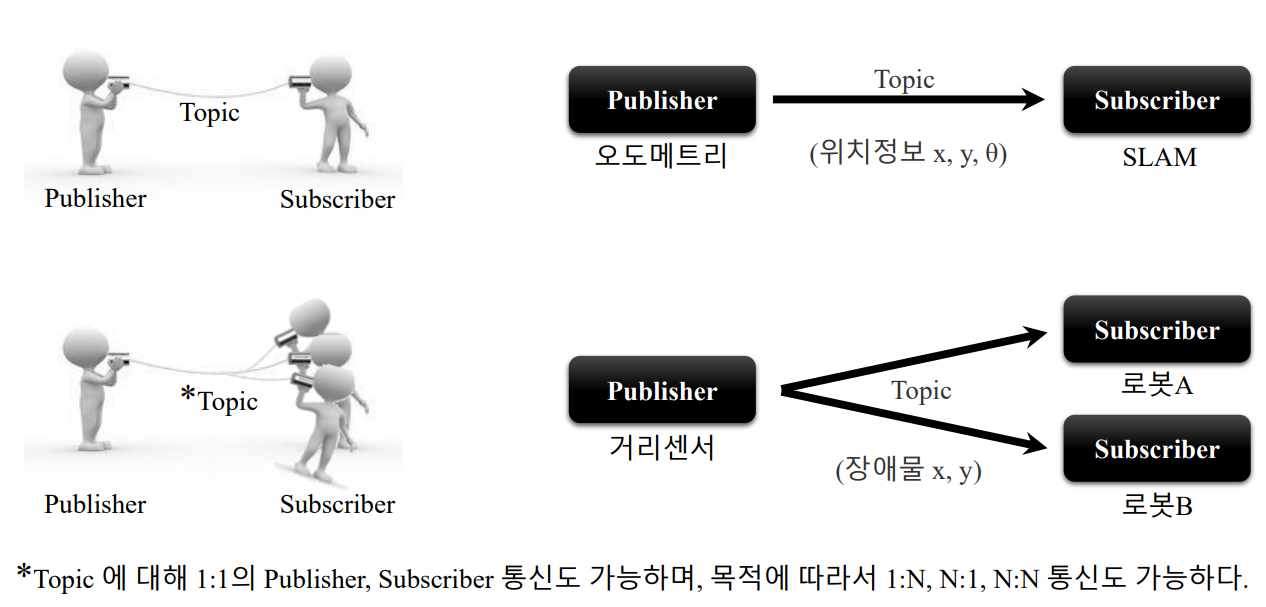 Topic
Publisher
Subscriber
Publisher
Topic
Subscriber
오도메트리
(위치정보 x, y, θ)
SLAM
*Topic
Publisher
Subscriber
Publisher
거리센서
Topic
(장애물 x, y)
Subscriber
로봇A
Subscriber
로봇B
*Topic 에 대해 1:1의 Publisher, Subscriber 통신도 가능하며, 목적에 따라서 1:N, N:1, N:N 통신도 가능하다.